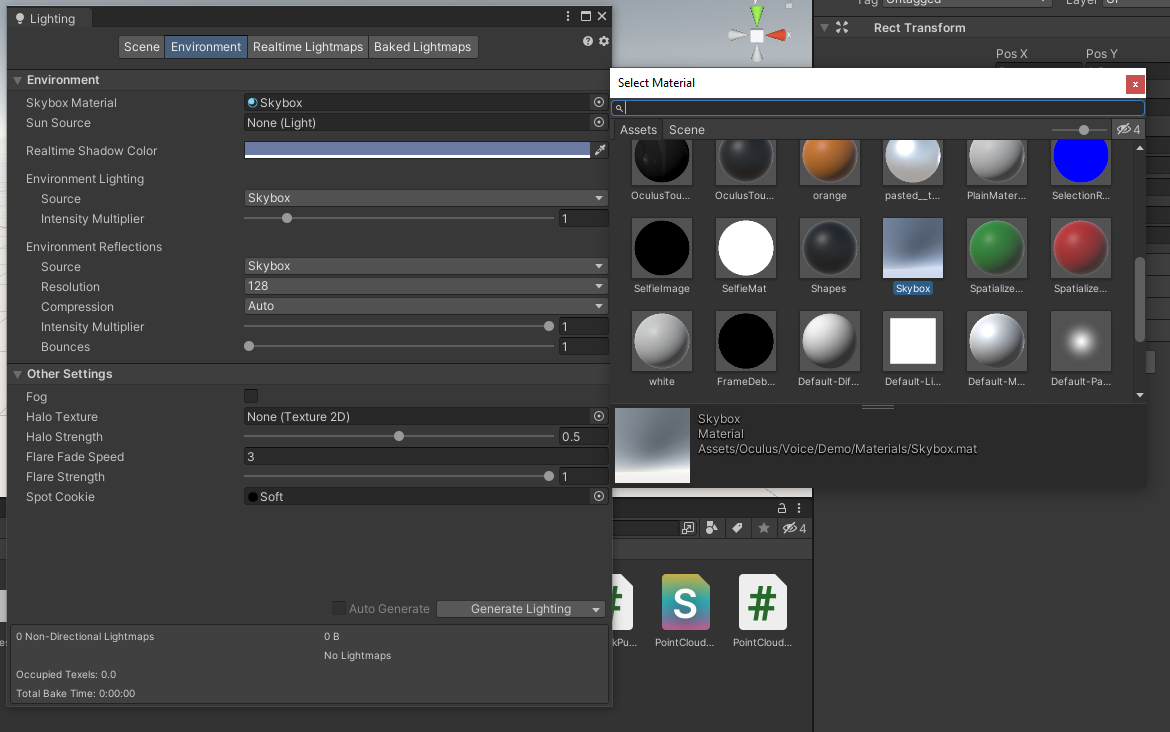 Lighting
Scene Environment Realtime Lightmaps Baked Lightmaps
Environment
Skybox Material Skybox
Sun Source None (Light)
Realtime Shadow Color
Environment Lighting
Source Skybox
Intensity Multiplier 1
Environment Reflections
Source Skybox
Resolution 128
Compression Auto
Intensity Multiplier 1
Bounces 1
Other Settings
Fog
Halo Texture None (Texture 2D)
Halo Strength 0.5
Flare Fade Speed 3
Flare Strength 1
Spot Cookie Soft
Auto Generate Generate Lighting
0 Non-Directional Lightmaps 0 B
No Lightmaps
Occupied Texels: 0.0
Total Bake Time: 0:00:00
Tag Untagged Layer
Rect Transform
Pos X Pos Y
x
Select Material x
Assets Scene 4
OculusTou... OculusTou... orange pasted__t... PlainMater... SelectionR...
SelfieImage SelfieMat Shapes Skybox Spatialize... Spatialize...
white FrameDeb... Default-Dif... Default-Li... Default-M... Default-Pa...
Skybox
Material
Assets/Oculus/Voice/Demo/Materials/Skybox.mat
4
# S #
kPu... PointCloud... PointCloud...